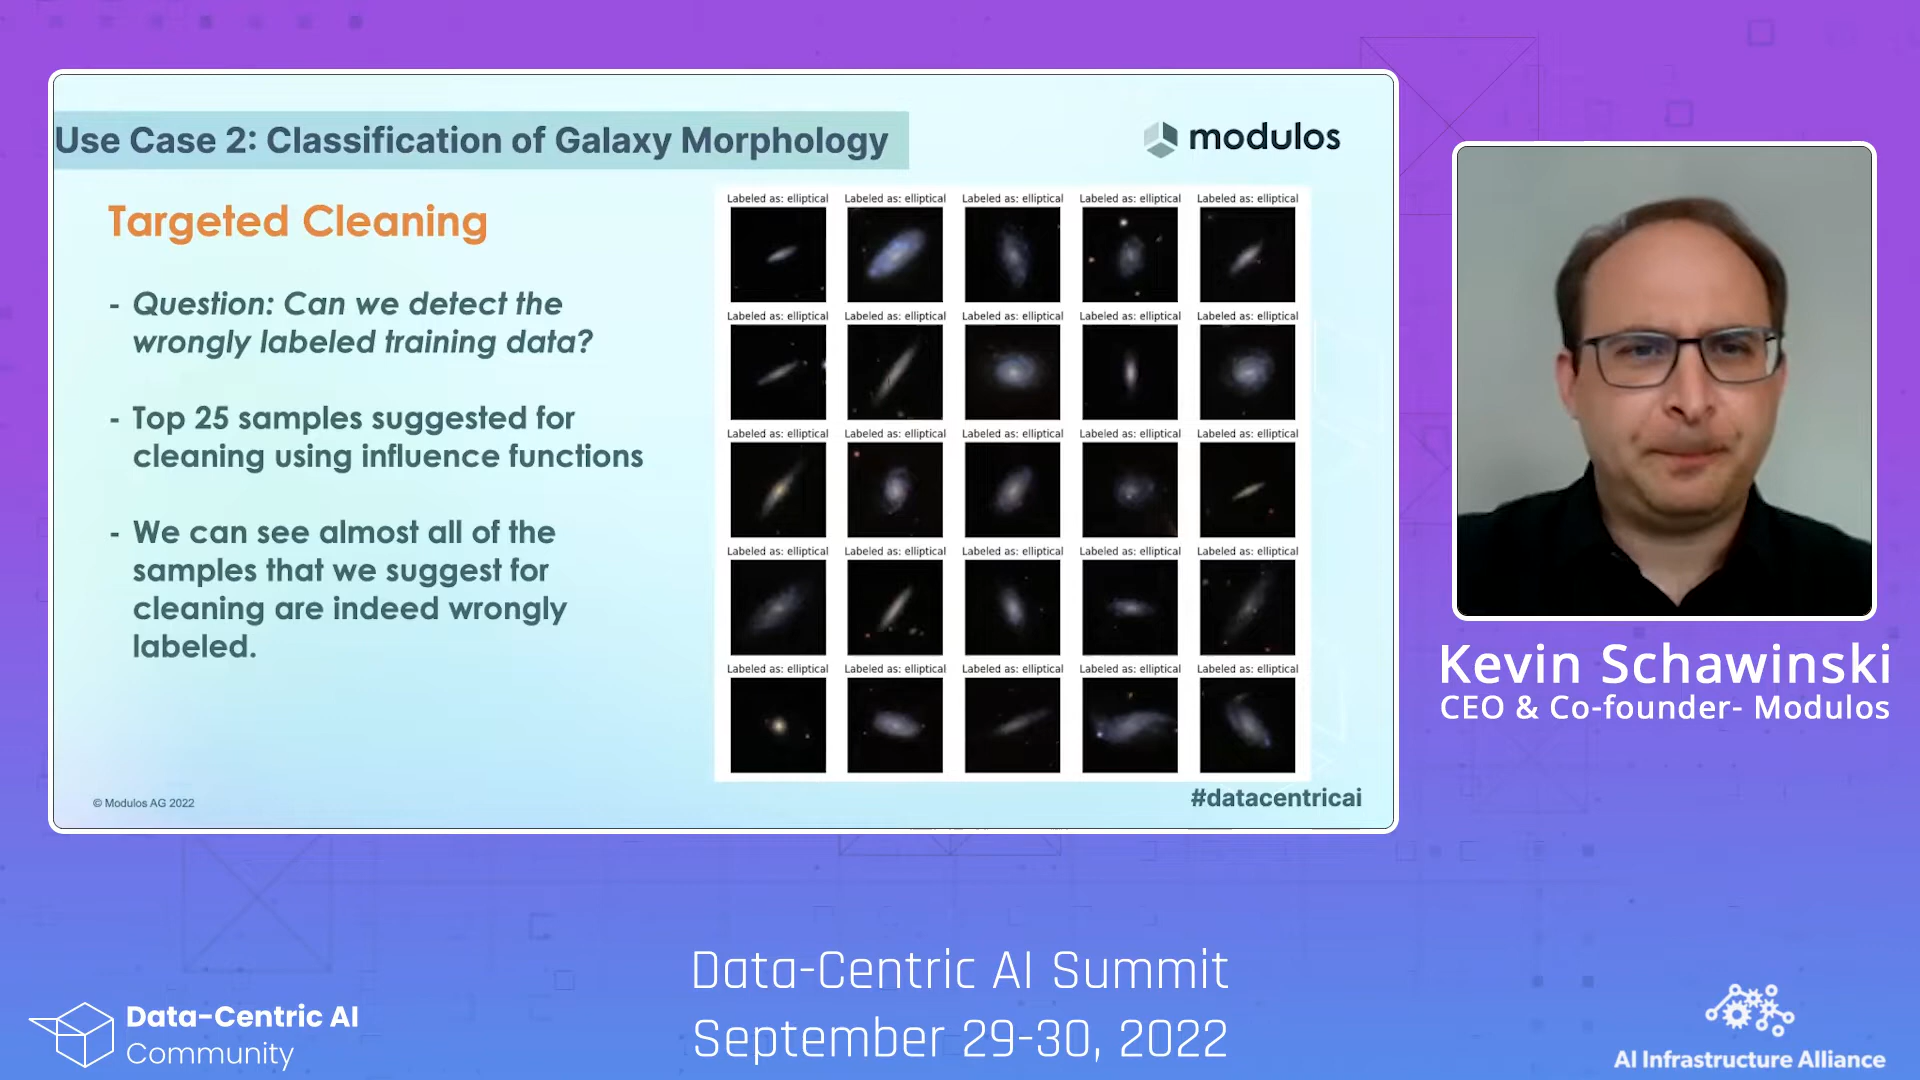 Use Case 2: Classification of Galaxy Morphology
modulos
Targeted Cleaning
- Question: Can we detect the
wrongly labeled training data?
- Top 25 samples suggested for
cleaning using influence functions
- We can see almost all of the
samples that we suggest for
cleaning are indeed wrongly
labeled.
Labeled as: elliptical Labeled as: elliptical Labeled as: elliptical Labeled as: elliptical Labeled as: elliptical
Labeled as: elliptical Labeled as: elliptical Labeled as: elliptical Labeled as: elliptical Labeled as: elliptical
Labeled as: elliptical Labeled as: elliptical Labeled as: elliptical Labeled as: elliptical Labeled as: elliptical
Labeled as: elliptical Labeled as: elliptical Labeled as: elliptical Labeled as: elliptical Labeled as: elliptical
Labeled as: elliptical Labeled as: elliptical Labeled as: elliptical Labeled as: elliptical Labeled as: elliptical
© Modulos AG 2022
#datacentricai
Kevin Schawinski
CEO & Co-founder- Modulos
Data-Centric AI Summit
September 29-30, 2022
Data-Centric AI
Community
AI Infrastructure Alliance